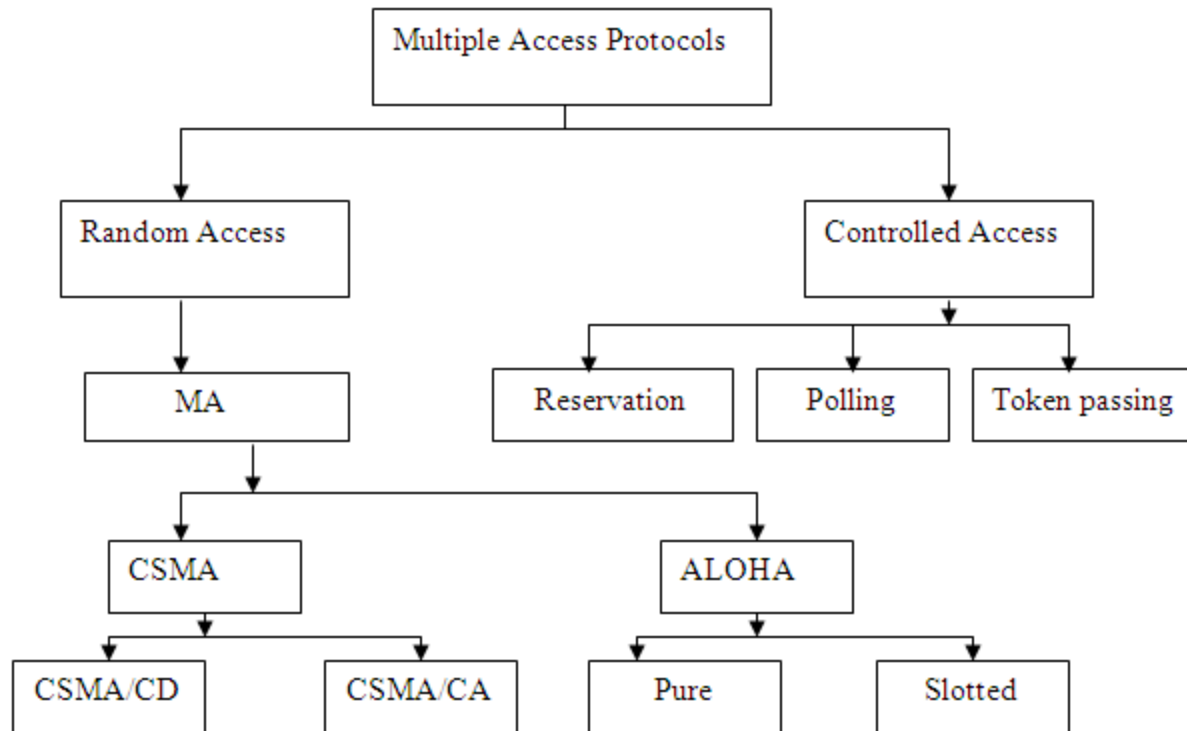 Multiple Access Protocols
Random Access
Controlled Access
MA
Reservation
Polling
Token passing
CSMA
ALOHA
CSMA/CD
CSMA/CA
Pure
Slotted